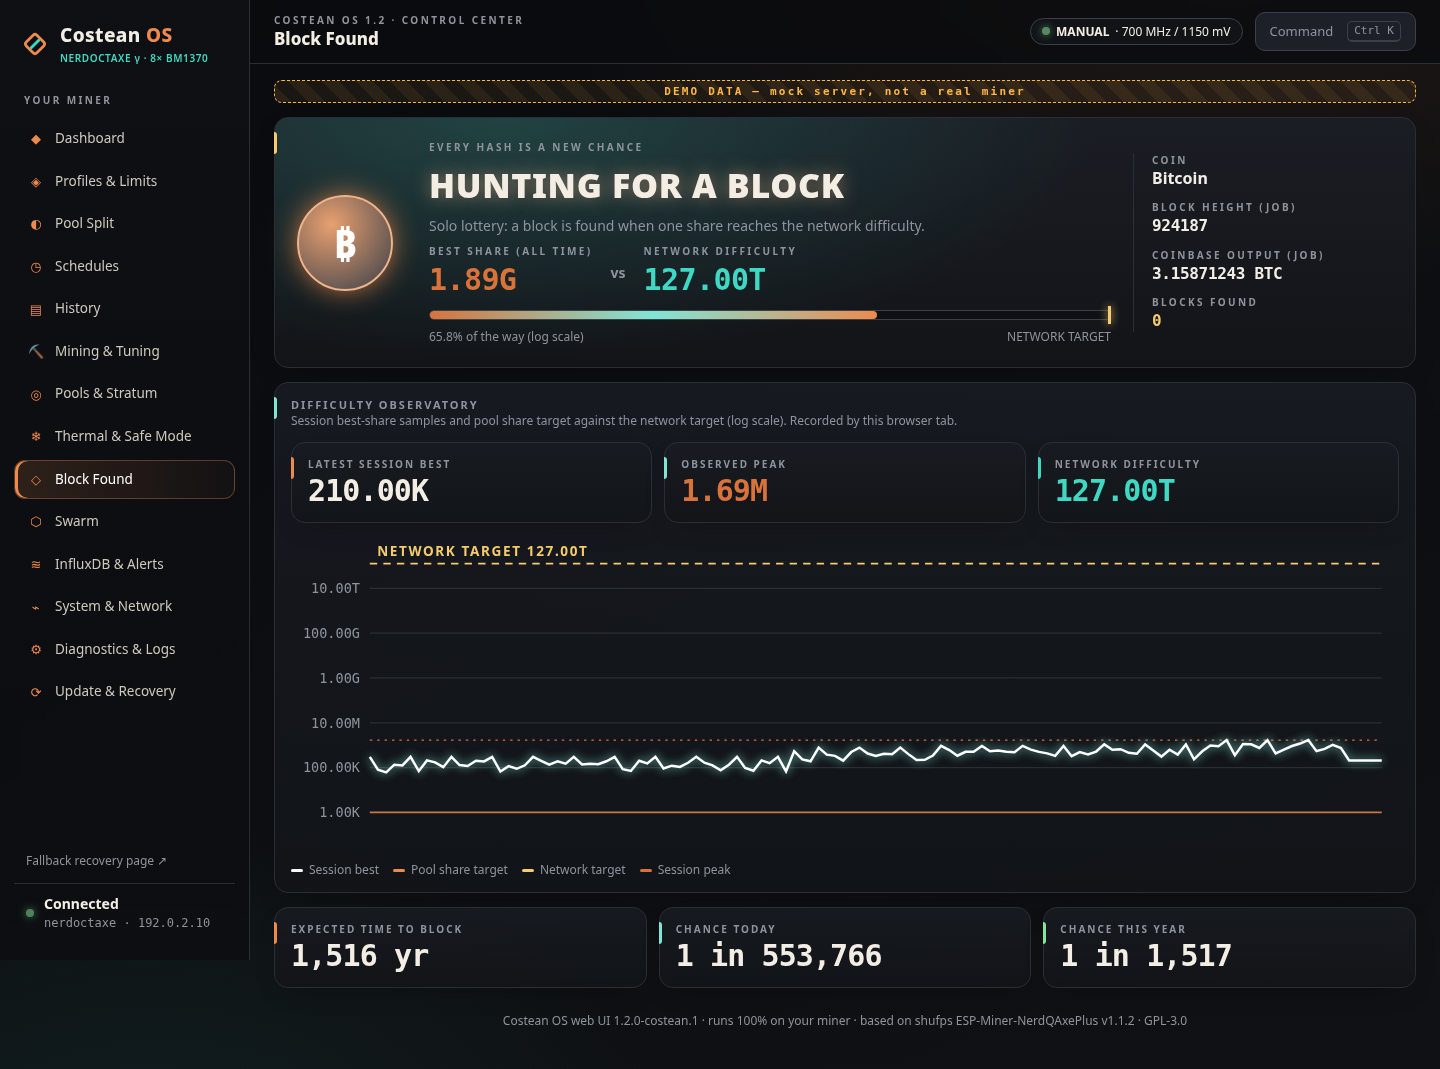 Costean OS
NERDOCTAXE γ · 8× BM1370
YOUR MINER
Dashboard
Profiles & Limits
Pool Split
Schedules
History
Mining & Tuning
Pools & Stratum
Thermal & Safe Mode
Block Found
Swarm
InfluxDB & Alerts
System & Network
Diagnostics & Logs
Update & Recovery
Fallback recovery page ↗
Connected
nerdoctaxe · 192.0.2.10
COSTEAN OS 1.2 · CONTROL CENTER
Block Found
MANUAL · 700 MHz / 1150 mV
Command Ctrl K
DEMO DATA — mock server, not a real miner
₿
EVERY HASH IS A NEW CHANCE
HUNTING FOR A BLOCK
Solo lottery: a block is found when one share reaches the network difficulty.
BEST SHARE (ALL TIME)
1.89G
vs
NETWORK DIFFICULTY
127.00T
65.8% of the way (log scale)
NETWORK TARGET
COIN
Bitcoin
BLOCK HEIGHT (JOB)
924187
COINBASE OUTPUT (JOB)
3.15871243 BTC
BLOCKS FOUND
0
DIFFICULTY OBSERVATORY
Session best-share samples and pool share target against the network target (log scale). Recorded by this browser tab.
LATEST SESSION BEST
210.00K
OBSERVED PEAK
1.69M
NETWORK DIFFICULTY
127.00T
NETWORK TARGET 127.00T
10.00T
100.00G
1.00G
10.00M
100.00K
1.00K
Session best
Pool share target
Network target
Session peak
EXPECTED TIME TO BLOCK
1,516 yr
CHANCE TODAY
1 in 553,766
CHANCE THIS YEAR
1 in 1,517
Costean OS web UI 1.2.0-costean.1 · runs 100% on your miner · based on shufps ESP-Miner-NerdQAxePlus v1.1.2 · GPL-3.0